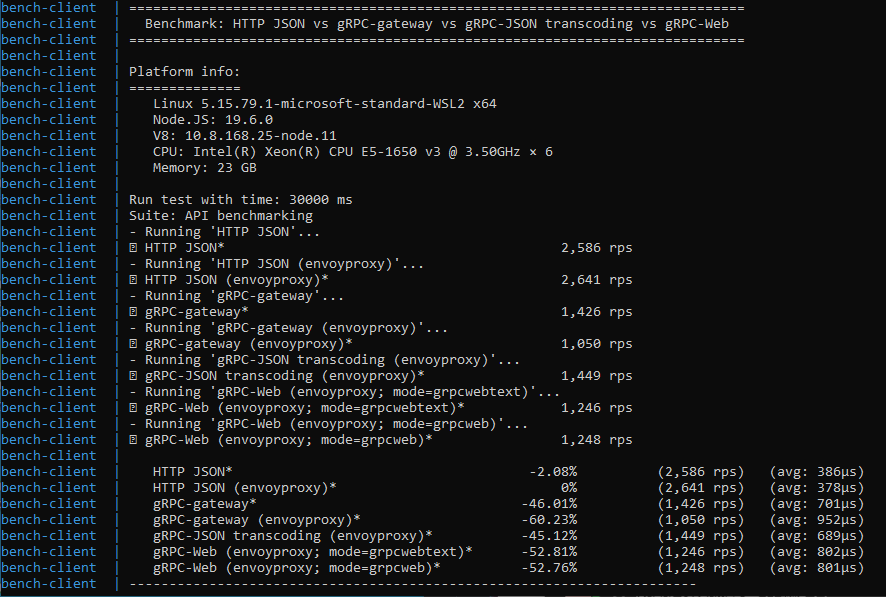 bench-client | =============================================================================
bench-client |   Benchmark: HTTP JSON vs gRPC-gateway vs gRPC-JSON transcoding vs gRPC-Web
bench-client | =============================================================================
bench-client |
bench-client | Platform info:
bench-client | ==============
bench-client |    Linux 5.15.79.1-microsoft-standard-WSL2 x64
bench-client |    Node.JS: 19.6.0
bench-client |    V8: 10.8.168.25-node.11
bench-client |    CPU: Intel(R) Xeon(R) CPU E5-1650 v3 @ 3.50GHz × 6
bench-client |    Memory: 23 GB
bench-client |
bench-client | Run test with time: 30000 ms
bench-client | Suite: API benchmarking
bench-client | - Running 'HTTP JSON'...
bench-client | ⍰ HTTP JSON* 2,586 rps
bench-client | - Running 'HTTP JSON (envoyproxy)'...
bench-client | ⍰ HTTP JSON (envoyproxy)* 2,641 rps
bench-client | - Running 'gRPC-gateway'...
bench-client | ⍰ gRPC-gateway* 1,426 rps
bench-client | - Running 'gRPC-gateway (envoyproxy)'...
bench-client | ⍰ gRPC-gateway (envoyproxy)* 1,050 rps
bench-client | - Running 'gRPC-JSON transcoding (envoyproxy)'...
bench-client | ⍰ gRPC-JSON transcoding (envoyproxy)* 1,449 rps
bench-client | - Running 'gRPC-Web (envoyproxy; mode=grpcwebtext)'...
bench-client | ⍰ gRPC-Web (envoyproxy; mode=grpcwebtext)* 1,246 rps
bench-client | - Running 'gRPC-Web (envoyproxy; mode=grpcweb)'...
bench-client | ⍰ gRPC-Web (envoyproxy; mode=grpcweb)* 1,248 rps
bench-client |
bench-client |    HTTP JSON* -2.08% (2,586 rps) (avg: 386μs)
bench-client |    HTTP JSON (envoyproxy)* 0% (2,641 rps) (avg: 378μs)
bench-client |    gRPC-gateway* -46.01% (1,426 rps) (avg: 701μs)
bench-client |    gRPC-gateway (envoyproxy)* -60.23% (1,050 rps) (avg: 952μs)
bench-client |    gRPC-JSON transcoding (envoyproxy)* -45.12% (1,449 rps) (avg: 689μs)
bench-client |    gRPC-Web (envoyproxy; mode=grpcwebtext)* -52.81% (1,246 rps) (avg: 802μs)
bench-client |    gRPC-Web (envoyproxy; mode=grpcweb)* -52.76% (1,248 rps) (avg: 801μs)
bench-client | -----------------------------------------------------------------------